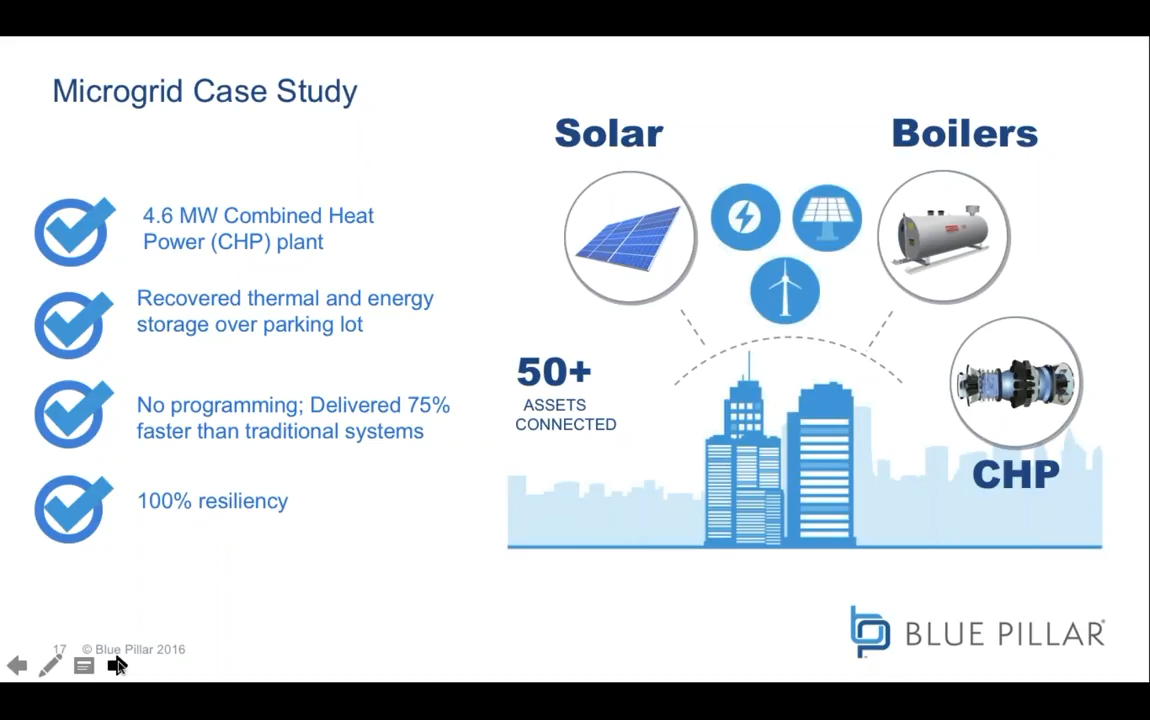 Microgrid Case Study
4.6 MW Combined Heat
Power (CHP) plant
Recovered thermal and energy
storage over parking lot
No programming; Delivered 75%
faster than traditional systems
100% resiliency
Solar
Boilers
50+
ASSETS
CONNECTED
CHP
17 © Blue Pillar 2016
BLUE PILLAR